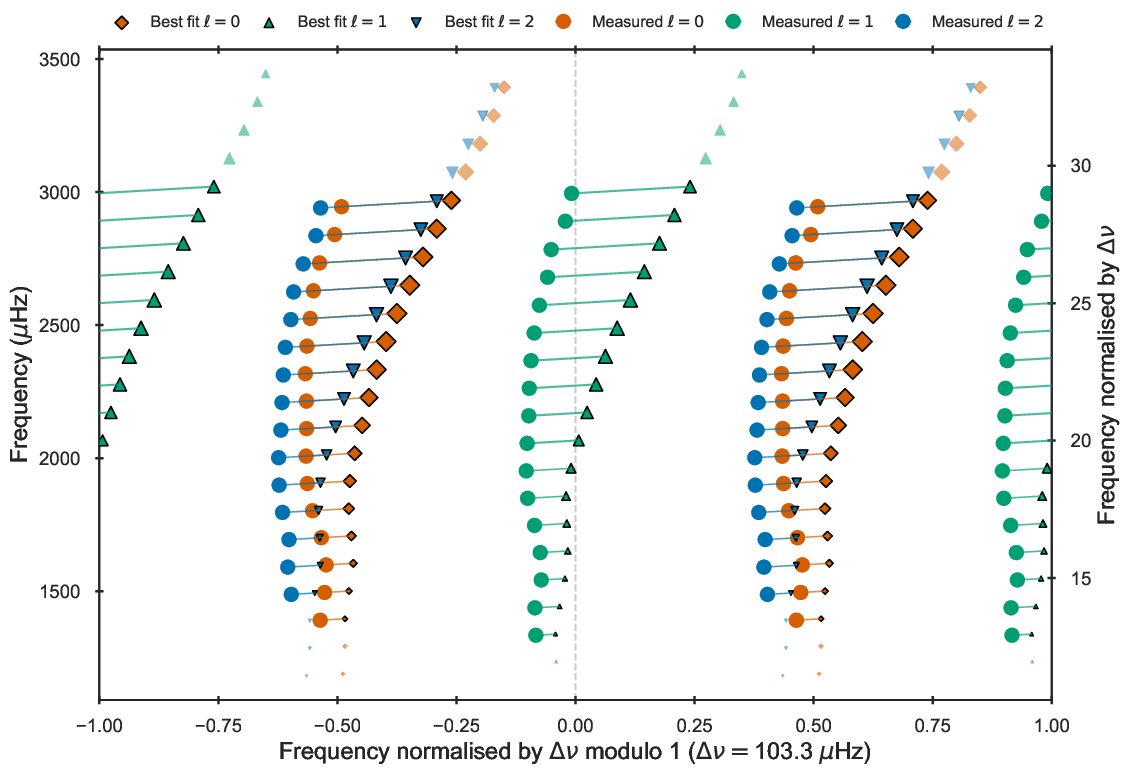 Best fit ℓ = 0 Best fit ℓ = 1 Best fit ℓ = 2 Measured ℓ = 0 Measured ℓ = 1 Measured ℓ = 2
3500
3000
2500
2000
1500
Frequency (μHz)
30
25
20
15
Frequency normalised by Δν
−1.00 −0.75 −0.50 −0.25 0.00 0.25 0.50 0.75 1.00
Frequency normalised by Δν modulo 1 (Δν = 103.3 μHz)